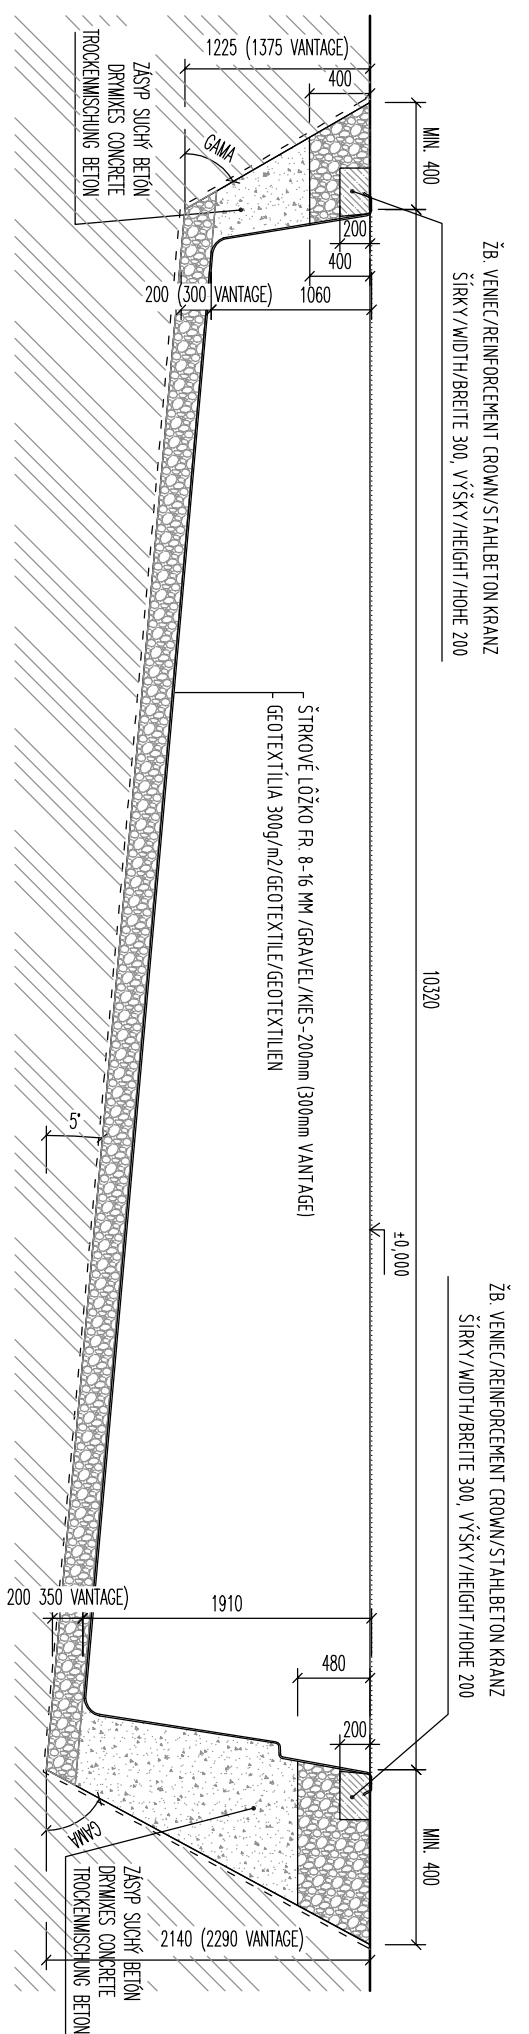 ŽB. VENIEC/REINFORCEMENT CROWN/STAHLBETON KRANZ
ŠÍRKY/WIDTH/BREITE 300, VÝŠKY/HEIGHT/HOHE 200
ŽB. VENIEC/REINFORCEMENT CROWN/STAHLBETON KRANZ
ŠÍRKY/WIDTH/BREITE 300, VÝŠKY/HEIGHT/HOHE 200
MIN. 400
10320
MIN. 400
±0,000
1225 (1375 VANTAGE)
400
200
400
1060
200 (300 VANTAGE)
GAMA
ZÁSYP SUCHÝ BETÓN
DRYMIXES CONCRETE
TROCKENMISCHUNG BETON
ŠTRKOVÉ LÔŽKO FR. 8-16 MM /GRAVEL/KIES-200mm (300mm VANTAGE)
GEOTEXTÍLIA 300g/m2/GEOTEXTILE/GEOTEXTILIEN
5°
1910
200 350 VANTAGE)
480
200
GAMA
2140 (2290 VANTAGE)
ZÁSYP SUCHÝ BETÓN
DRYMIXES CONCRETE
TROCKENMISCHUNG BETON